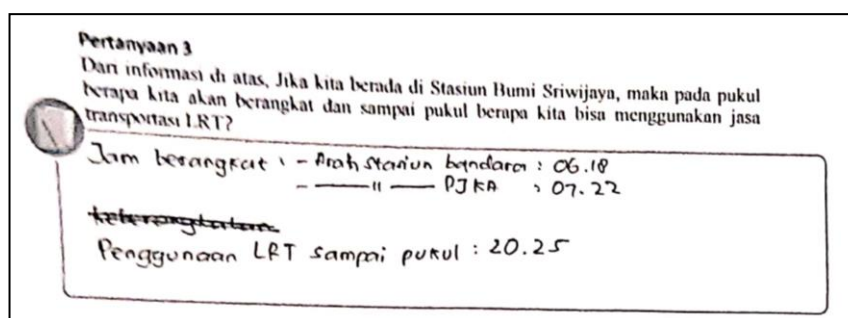 Pertanyaan 3
Dari informasi di atas, Jika kita berada di Stasiun Bumi Sriwijaya, maka pada pukul
berapa kita akan berangkat dan sampai pukul berapa kita bisa menggunakan jasa
transportasi LRT?
Jam berangkat : - Arah stasiun bandara : 06.18
- —— " —— PJKA : 07.22
Penggunaan LRT sampai pukul : 20.25